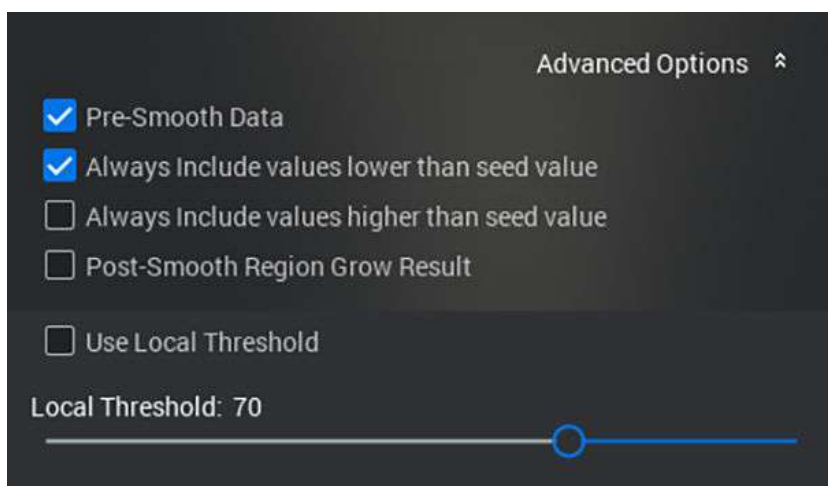 Advanced Options
Pre-Smooth Data
Always Include values lower than seed value
Always Include values higher than seed value
Post-Smooth Region Grow Result
Use Local Threshold
Local Threshold: 70